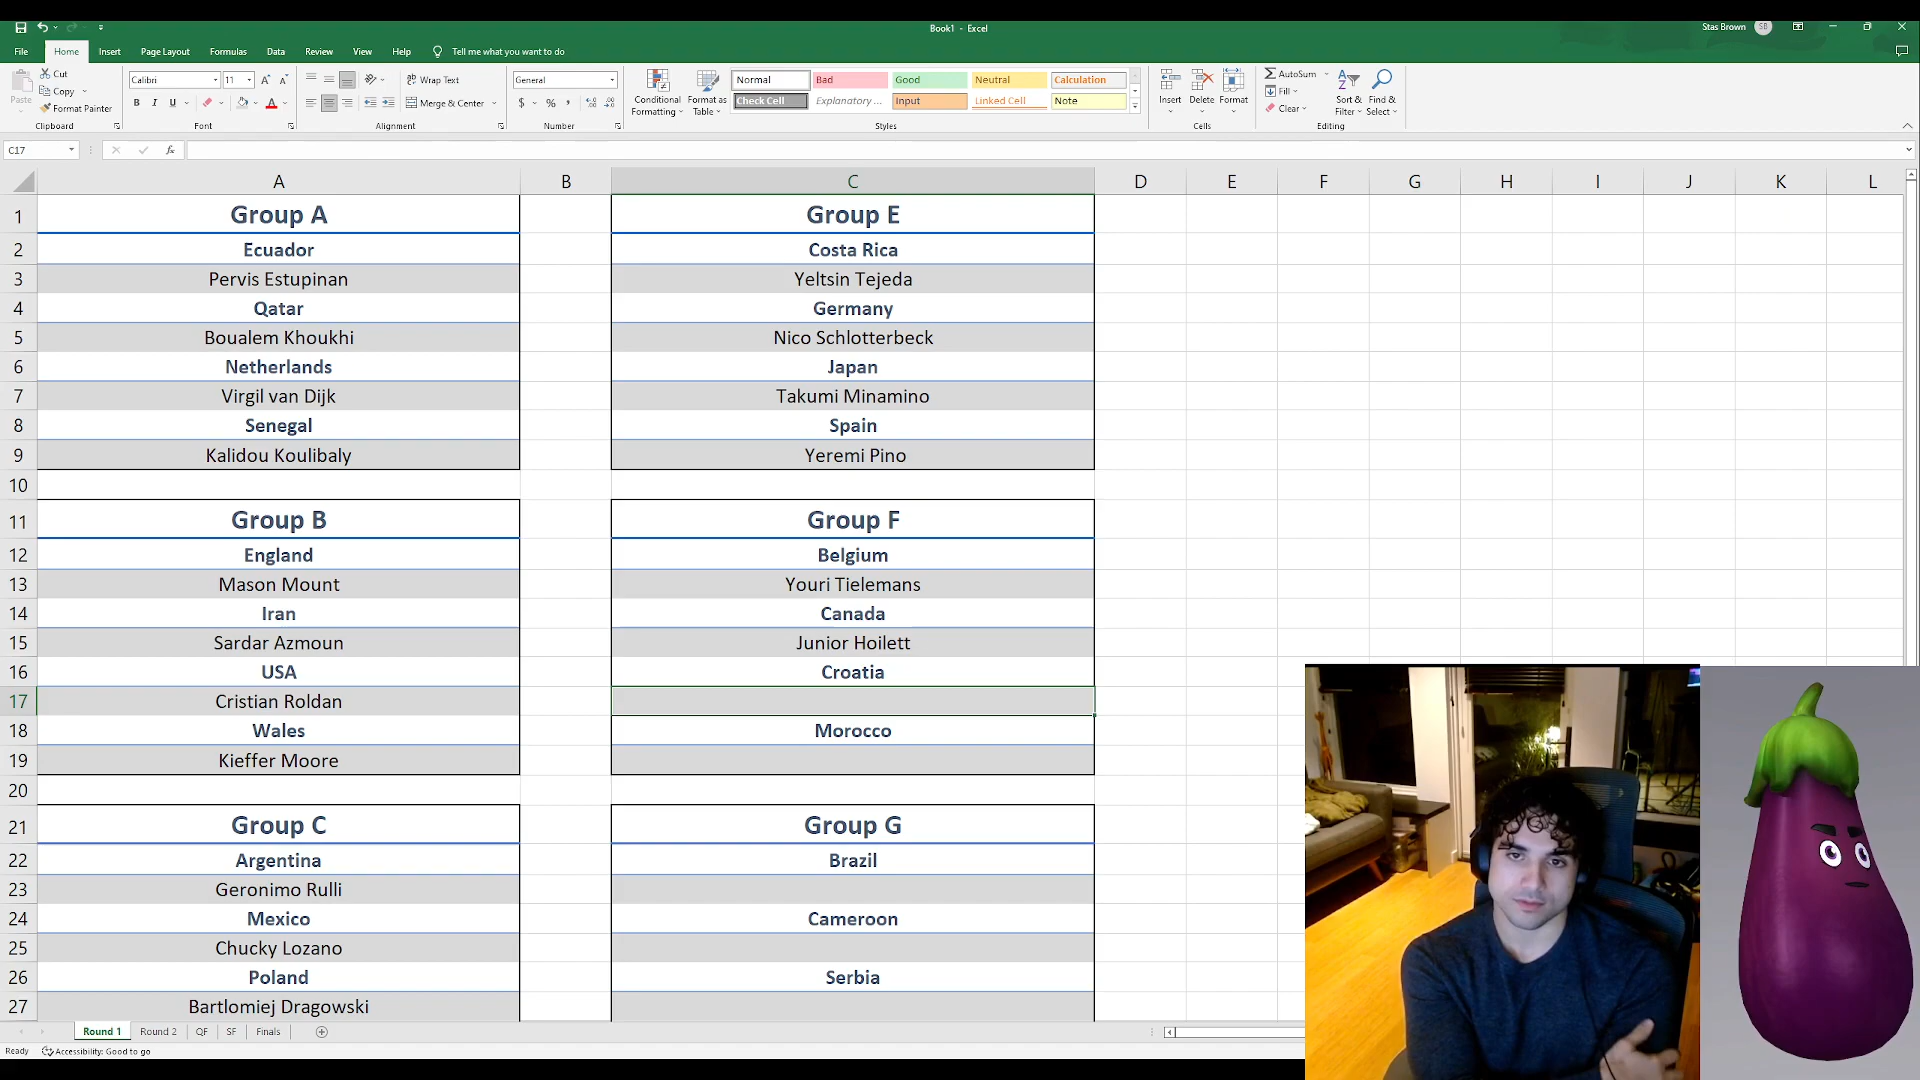 Book1 - Excel
Stas Brown
SB
File Home Insert Page Layout Formulas Data Review View Help Tell me what you want to do
Paste
Cut
Copy
Format Painter
Clipboard
Calibri 11
B I U
Font
Wrap Text
Merge & Center
Alignment
General
$ % ,
Number
Conditional Formatting
Format as Table
Normal Bad Good Neutral Calculation
Check Cell Explanatory ... Input Linked Cell Note
Styles
Insert Delete Format
Cells
AutoSum
Fill
Clear
Sort & Filter
Find & Select
Editing
C17
fx
A B C D E F G H I J K L
1 Group A Group E
2 Ecuador Costa Rica
3 Pervis Estupinan Yeltsin Tejeda
4 Qatar Germany
5 Boualem Khoukhi Nico Schlotterbeck
6 Netherlands Japan
7 Virgil van Dijk Takumi Minamino
8 Senegal Spain
9 Kalidou Koulibaly Yeremi Pino
10
11 Group B Group F
12 England Belgium
13 Mason Mount Youri Tielemans
14 Iran Canada
15 Sardar Azmoun Junior Hoilett
16 USA Croatia
17 Cristian Roldan
18 Wales Morocco
19 Kieffer Moore
20
21 Group C Group G
22 Argentina Brazil
23 Geronimo Rulli
24 Mexico Cameroon
25 Chucky Lozano
26 Poland Serbia
27 Bartlomiej Dragowski
Round 1 Round 2 QF SF Finals
Ready Accessibility: Good to go